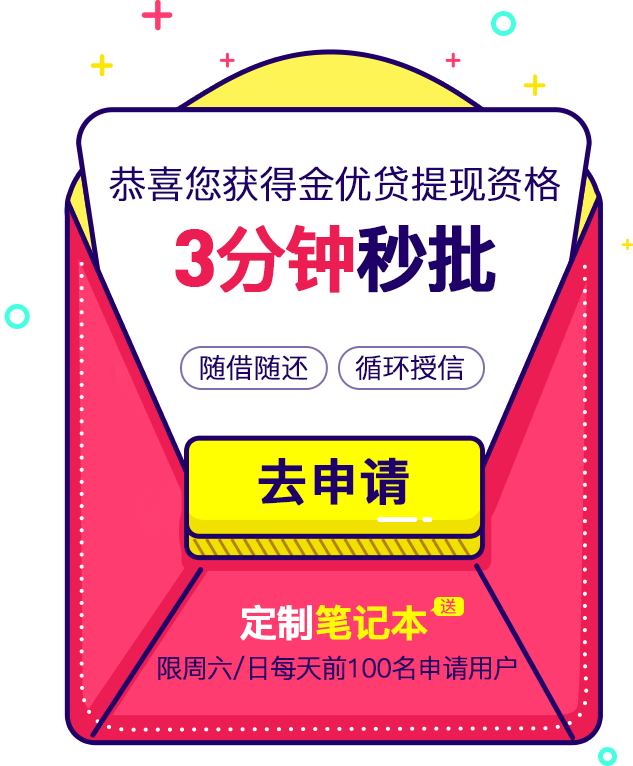 恭喜您获得金优贷提现资格
3分钟秒批
随借随还 循环授信
去申请
定制笔记本 送
限周六/日每天前100名申请用户